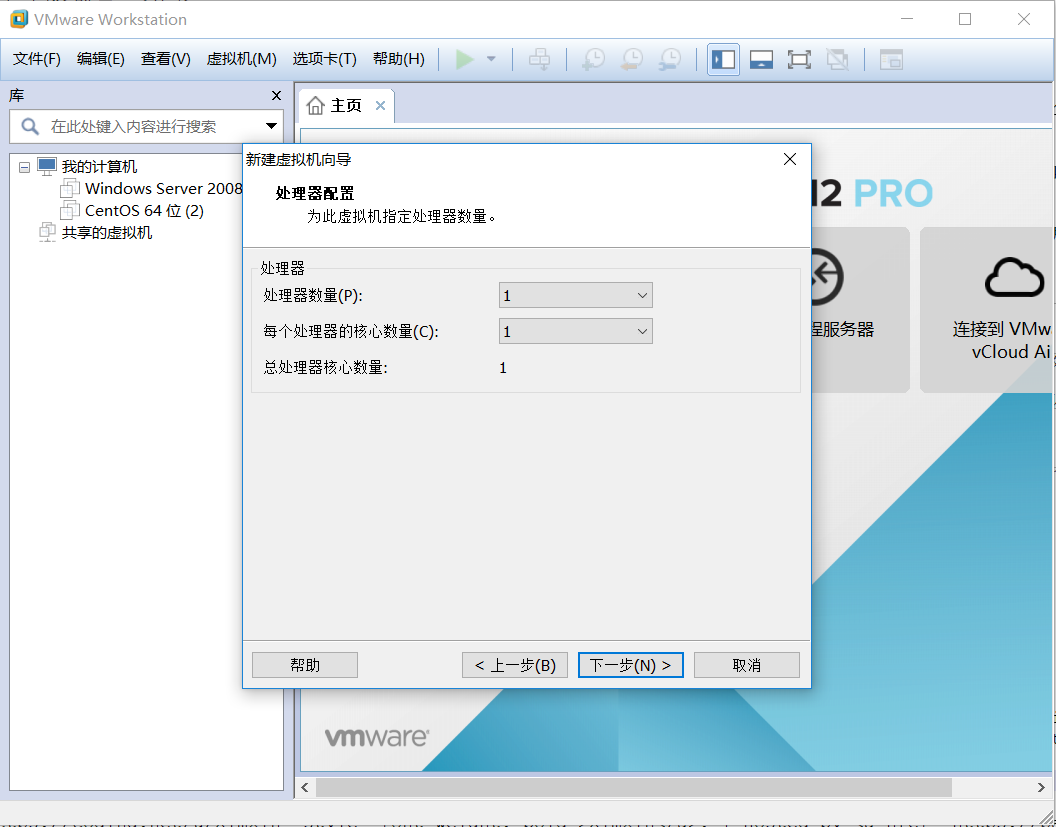 VMware Workstation
文件(F) 编辑(E) 查看(V) 虚拟机(M) 选项卡(T) 帮助(H)
库
在此处键入内容进行搜索
我的计算机
Windows Server 2008
CentOS 64 位 (2)
共享的虚拟机
主页
12 PRO
程服务器
连接到 VMw
vCloud Ai
新建虚拟机向导
处理器配置
为此虚拟机指定处理器数量。
处理器
处理器数量(P): 1
每个处理器的核心数量(C): 1
总处理器核心数量: 1
帮助 < 上一步(B) 下一步(N) > 取消
vmware